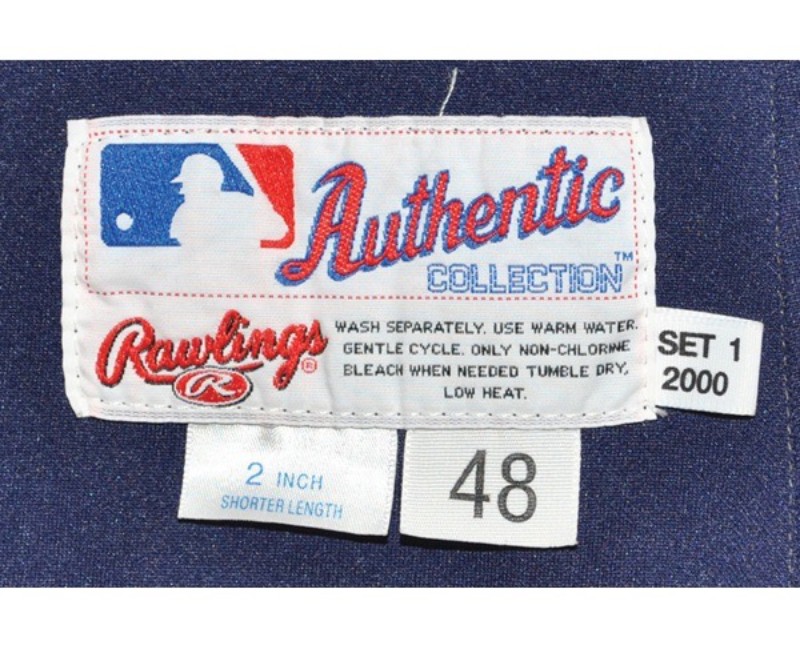 Authentic
COLLECTION™
Rawlings®
R
WASH SEPARATELY. USE WARM WATER.
GENTLE CYCLE. ONLY NON-CHLORINE
BLEACH WHEN NEEDED TUMBLE DRY,
LOW HEAT.
SET 1
2000
2 INCH
SHORTER LENGTH
48